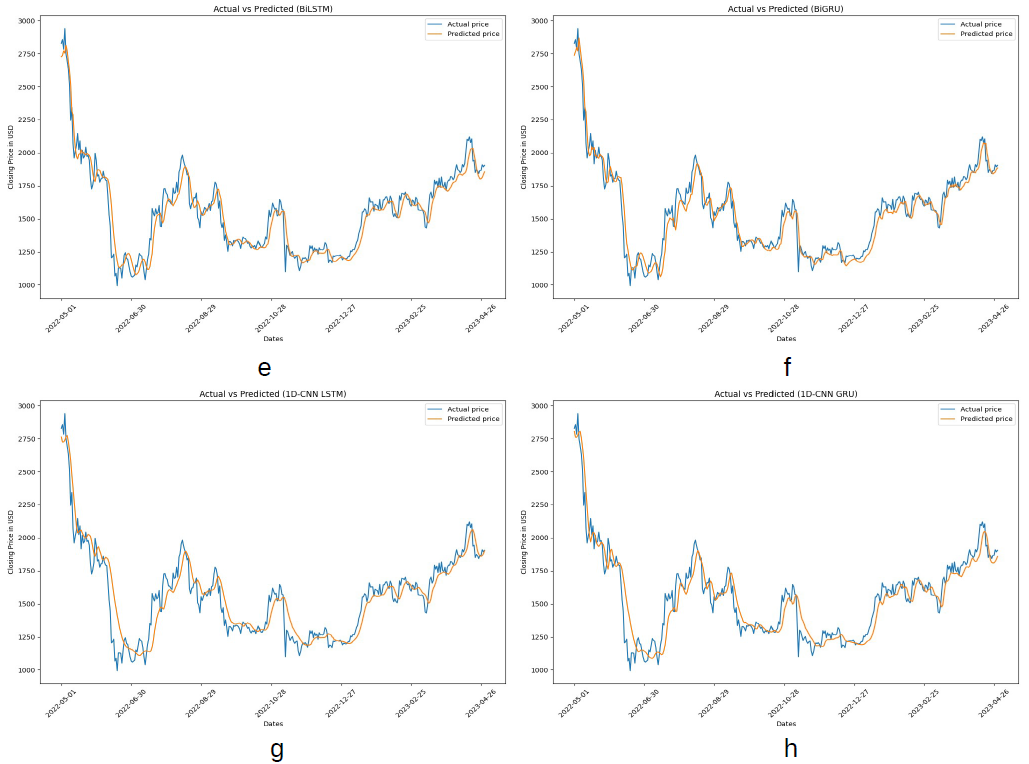 Actual vs Predicted (BiLSTM)
Actual price
Predicted price
3000
2750
2500
2250
2000
1750
1500
1250
1000
Closing Price in USD
2022-05-01
2022-06-30
2022-08-29
2022-10-28
2022-12-27
2023-02-25
2023-04-26
Dates
e
Actual vs Predicted (BiGRU)
Actual price
Predicted price
3000
2750
2500
2250
2000
1750
1500
1250
1000
Closing Price in USD
2022-05-01
2022-06-30
2022-08-29
2022-10-28
2022-12-27
2023-02-25
2023-04-26
Dates
f
Actual vs Predicted (1D-CNN LSTM)
Actual price
Predicted price
3000
2750
2500
2250
2000
1750
1500
1250
1000
Closing Price in USD
2022-05-01
2022-06-30
2022-08-29
2022-10-28
2022-12-27
2023-02-25
2023-04-26
Dates
g
Actual vs Predicted (1D-CNN GRU)
Actual price
Predicted price
3000
2750
2500
2250
2000
1750
1500
1250
1000
Closing Price in USD
2022-05-01
2022-06-30
2022-08-29
2022-10-28
2022-12-27
2023-02-25
2023-04-26
Dates
h